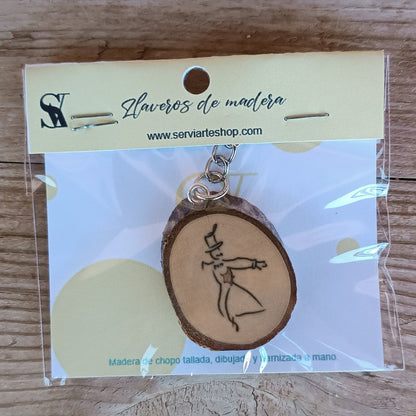 SV
Llaveros de madera
www.serviarteshop.com
Madera de chopo tallada, dibujada y barnizada a mano.